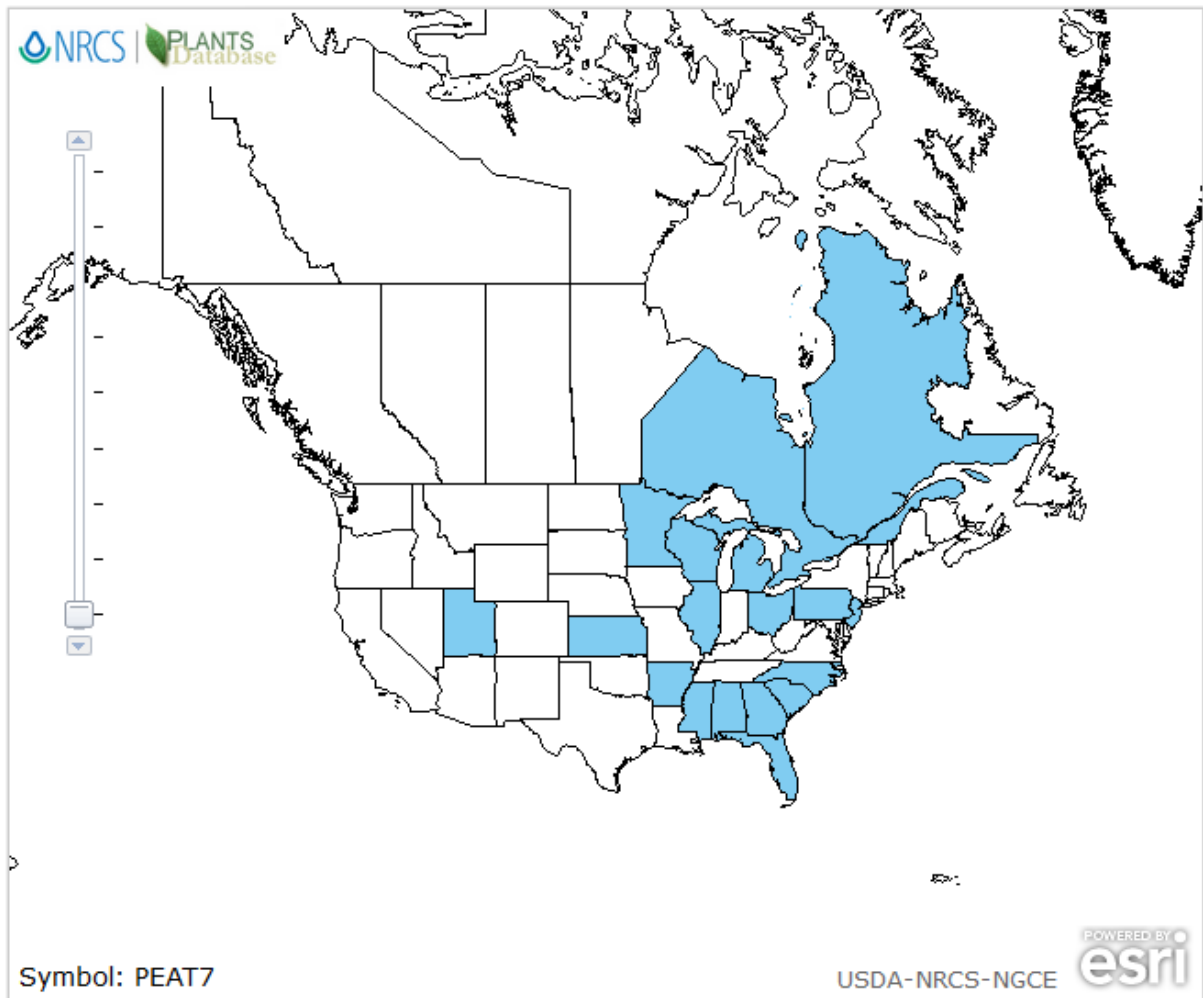 NRCS | PLANTS
Database
Symbol: PEAT7
USDA-NRCS-NGCE
POWERED BY
esri